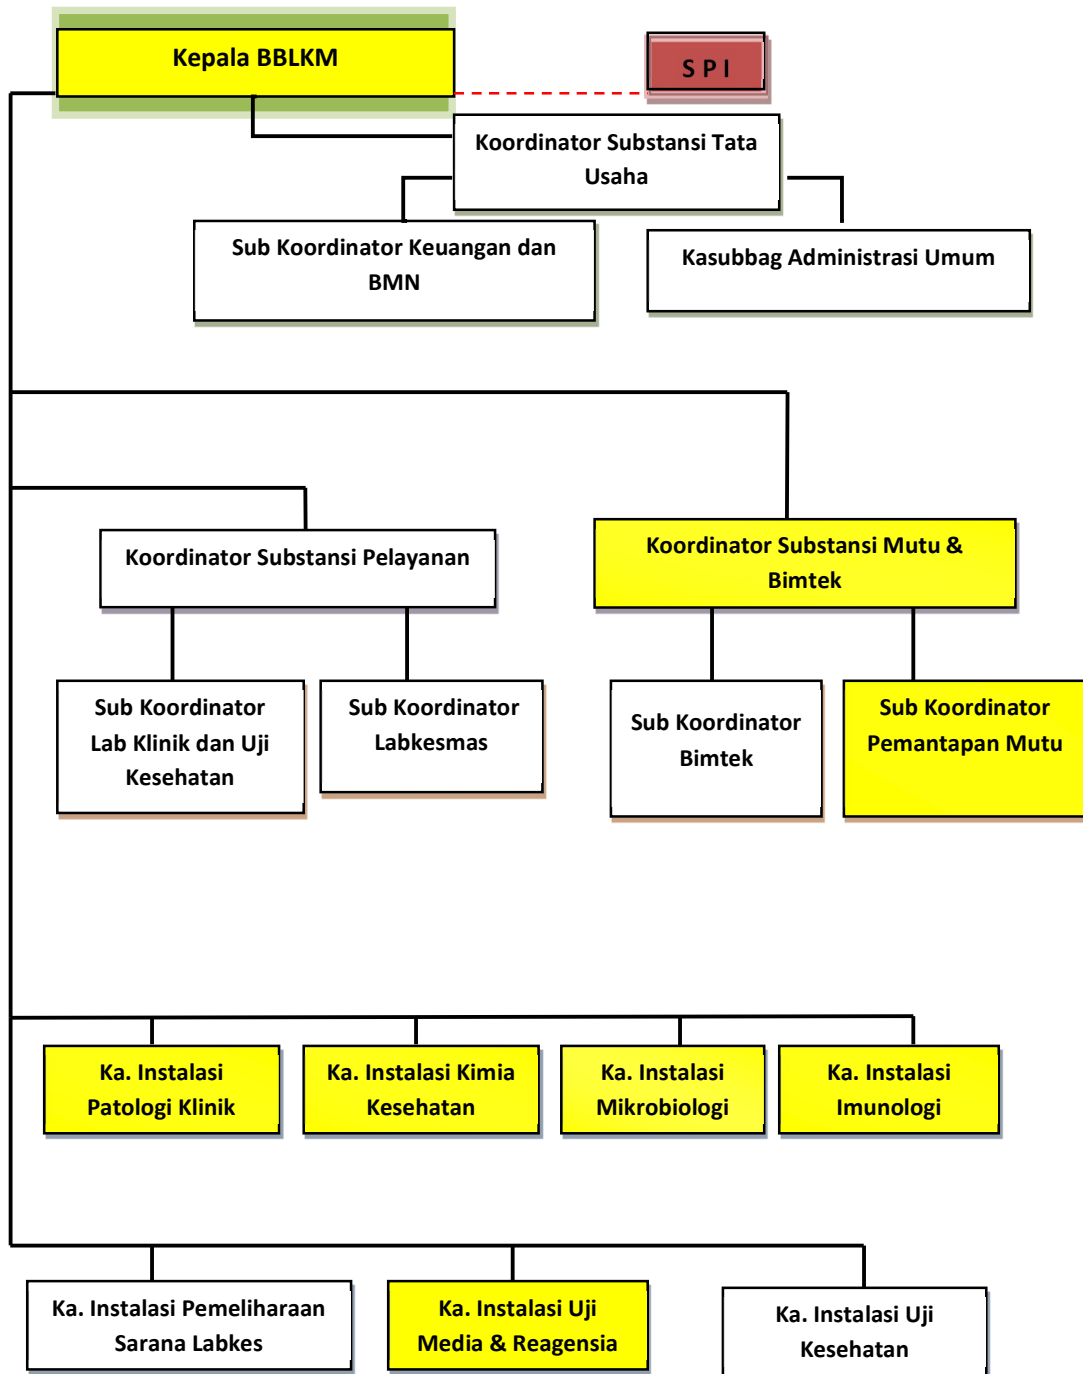 Kepala BBLKM
S P I
Koordinator Substansi Tata
Usaha
Sub Koordinator Keuangan dan
BMN
Kasubbag Administrasi Umum
Koordinator Substansi Pelayanan
Koordinator Substansi Mutu &
Bimtek
Sub Koordinator
Lab Klinik dan Uji
Kesehatan
Sub Koordinator
Labkesmas
Sub Koordinator
Bimtek
Sub Koordinator
Pemantapan Mutu
Ka. Instalasi
Patologi Klinik
Ka. Instalasi Kimia
Kesehatan
Ka. Instalasi
Mikrobiologi
Ka. Instalasi
Imunologi
Ka. Instalasi Pemeliharaan
Sarana Labkes
Ka. Instalasi Uji
Media & Reagensia
Ka. Instalasi Uji
Kesehatan